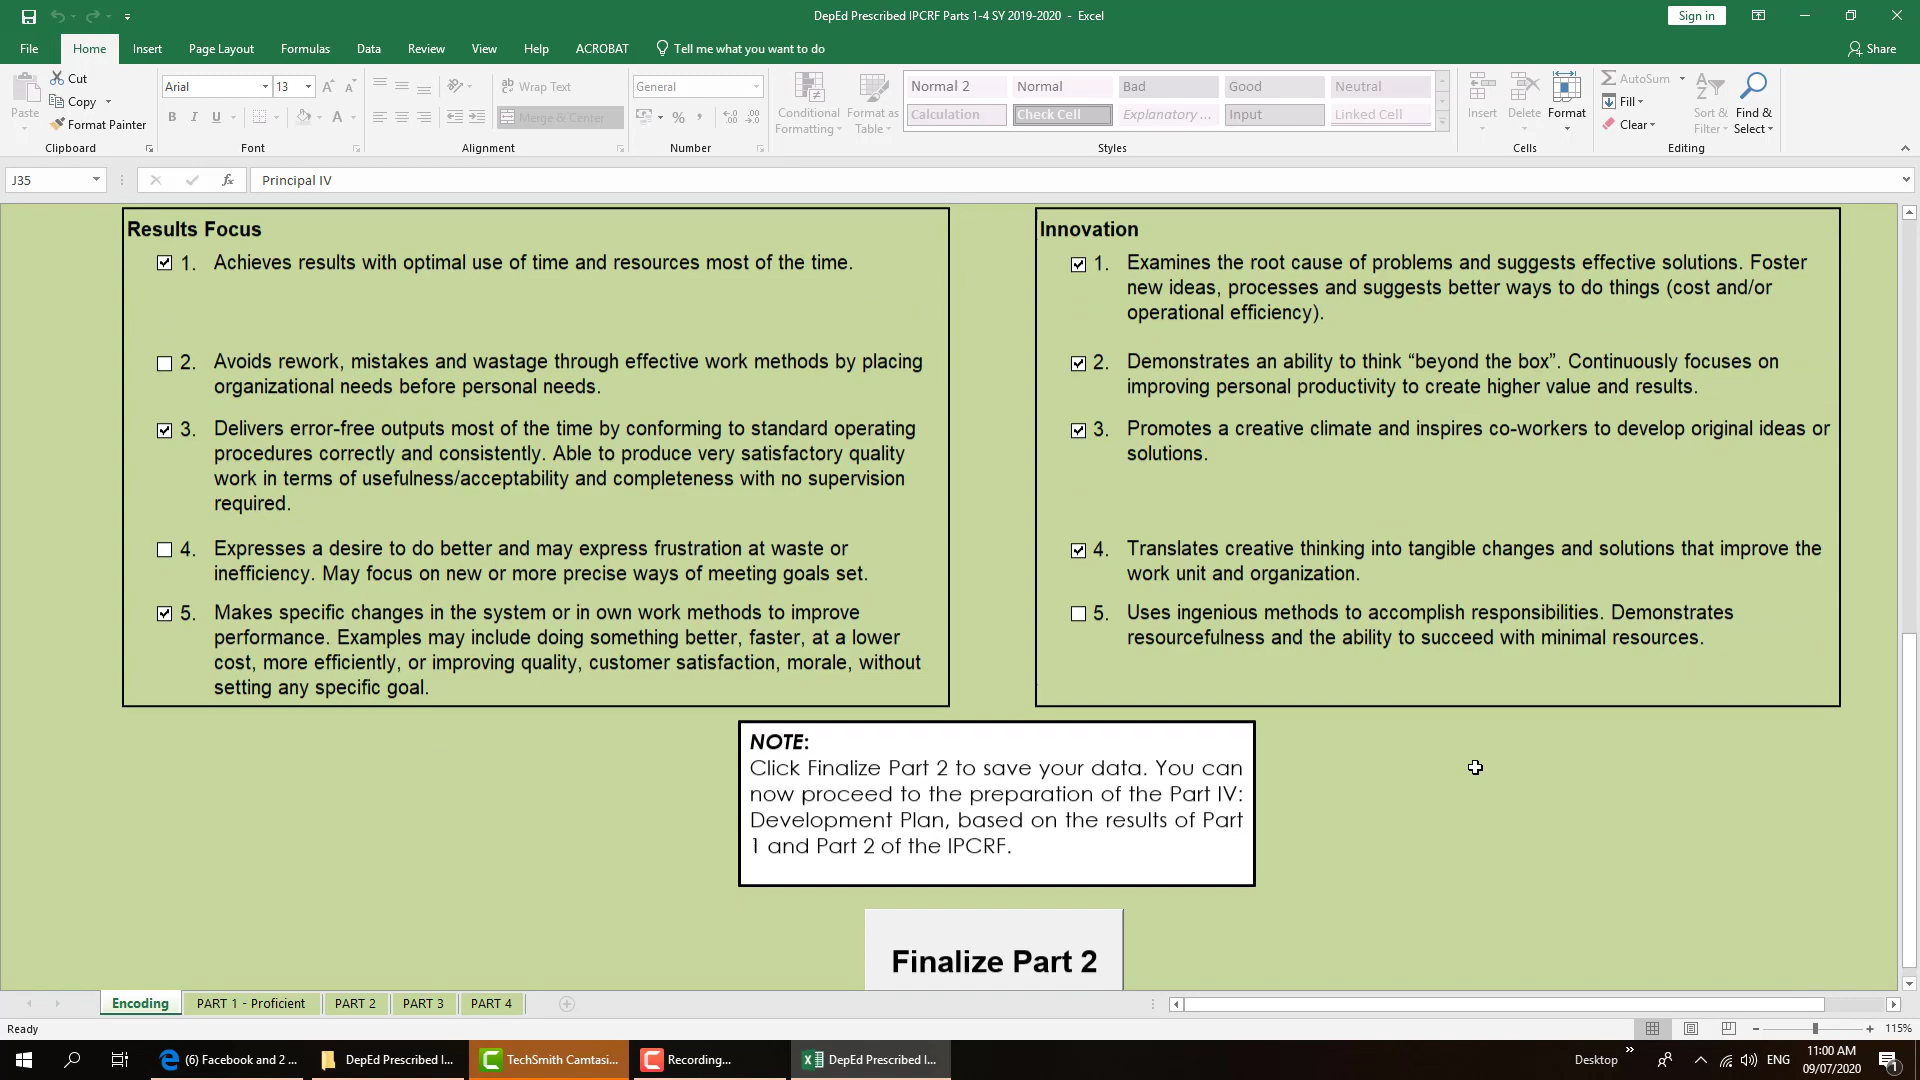 DepEd Prescribed IPCRF Parts 1-4 SY 2019-2020 - Excel
Sign in
File Home Insert Page Layout Formulas Data Review View Help ACROBAT Tell me what you want to do Share
Paste
Cut
Copy
Format Painter
Clipboard
Arial 13
B I U
Font
Wrap Text
Merge & Center
Alignment
General
Number
Conditional Formatting
Format as Table
Normal 2 Normal Bad Good Neutral
Calculation Check Cell Explanatory ... Input Linked Cell
Styles
Insert Delete Format
Cells
AutoSum
Fill
Clear
Sort & Filter
Find & Select
Editing
J35 fx Principal IV
Results Focus
1. Achieves results with optimal use of time and resources most of the time.
2. Avoids rework, mistakes and wastage through effective work methods by placing
organizational needs before personal needs.
3. Delivers error-free outputs most of the time by conforming to standard operating
procedures correctly and consistently. Able to produce very satisfactory quality
work in terms of usefulness/acceptability and completeness with no supervision
required.
4. Expresses a desire to do better and may express frustration at waste or
inefficiency. May focus on new or more precise ways of meeting goals set.
5. Makes specific changes in the system or in own work methods to improve
performance. Examples may include doing something better, faster, at a lower
cost, more efficiently, or improving quality, customer satisfaction, morale, without
setting any specific goal.
Innovation
1. Examines the root cause of problems and suggests effective solutions. Foster
new ideas, processes and suggests better ways to do things (cost and/or
operational efficiency).
2. Demonstrates an ability to think “beyond the box”. Continuously focuses on
improving personal productivity to create higher value and results.
3. Promotes a creative climate and inspires co-workers to develop original ideas or
solutions.
4. Translates creative thinking into tangible changes and solutions that improve the
work unit and organization.
5. Uses ingenious methods to accomplish responsibilities. Demonstrates
resourcefulness and the ability to succeed with minimal resources.
NOTE:
Click Finalize Part 2 to save your data. You can
now proceed to the preparation of the Part IV:
Development Plan, based on the results of Part
1 and Part 2 of the IPCRF.
Finalize Part 2
Encoding PART 1 - Proficient PART 2 PART 3 PART 4
Ready 115%
(6) Facebook and 2 ... DepEd Prescribed I... TechSmith Camtasi... Recording... DepEd Prescribed I... Desktop ENG
11:00 AM
09/07/2020